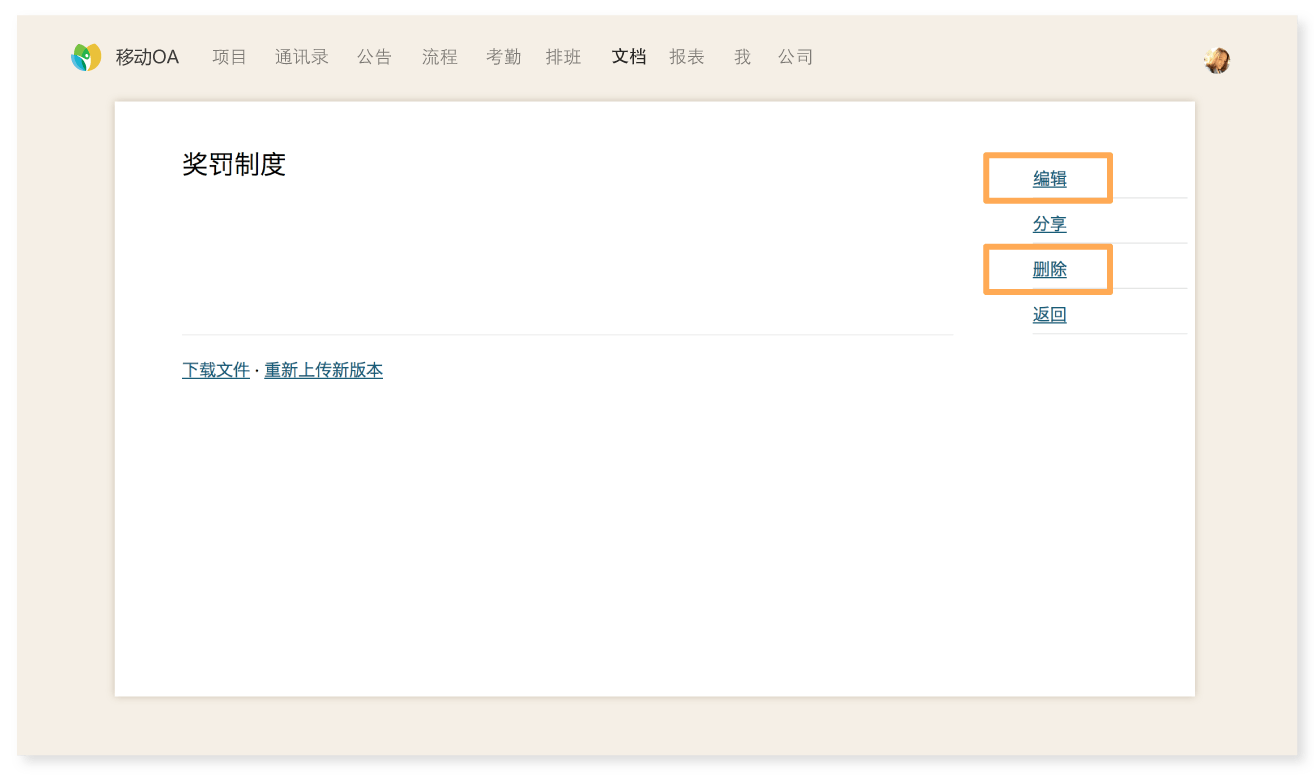 移动OA 项目 通讯录 公告 流程 考勤 排班 文档 报表 我 公司
奖罚制度
编辑
分享
删除
返回
下载文件 · 重新上传新版本